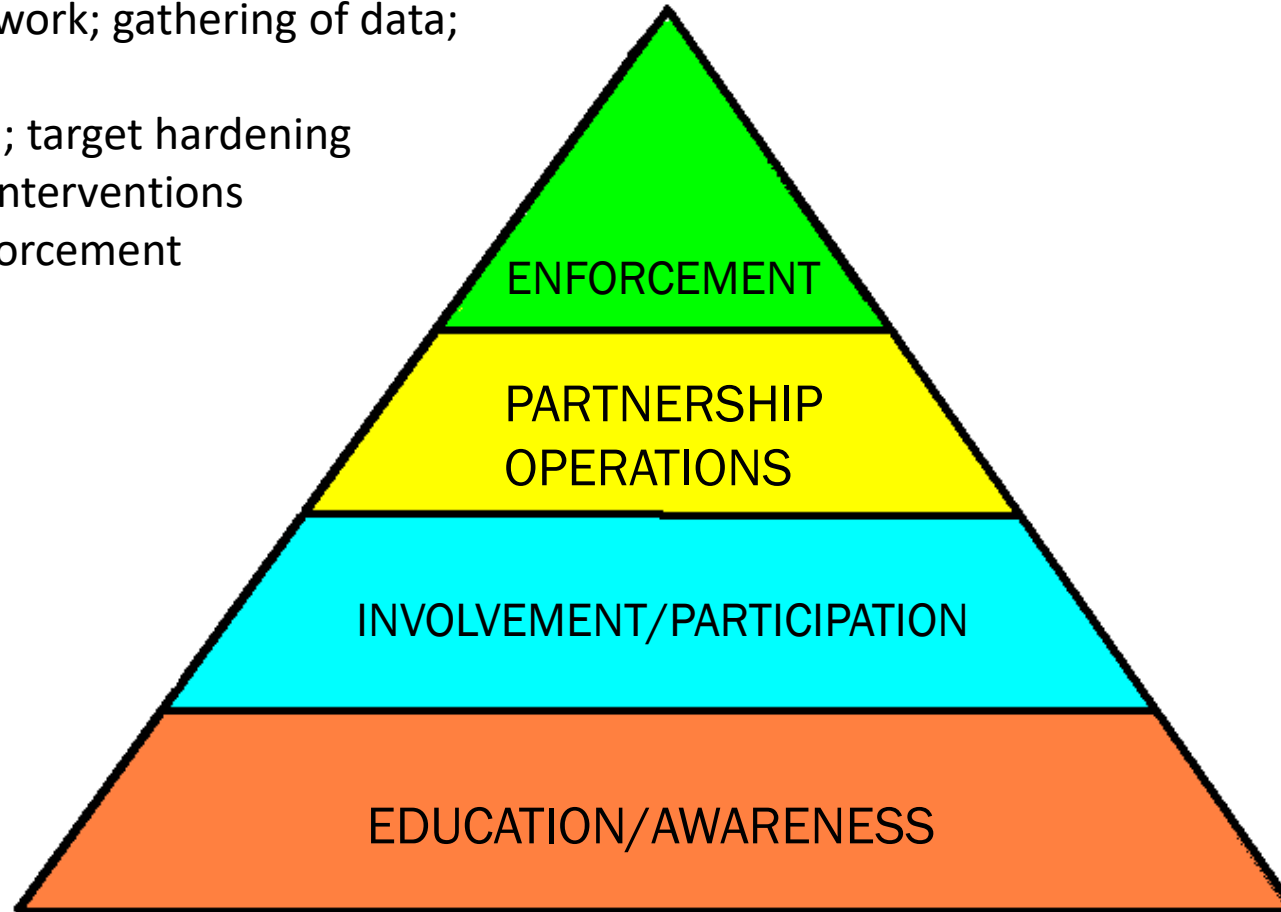 work; gathering of data;
; target hardening
nterventions
orcement
ENFORCEMENT
PARTNERSHIP
OPERATIONS
INVOLVEMENT/PARTICIPATION
EDUCATION/AWARENESS